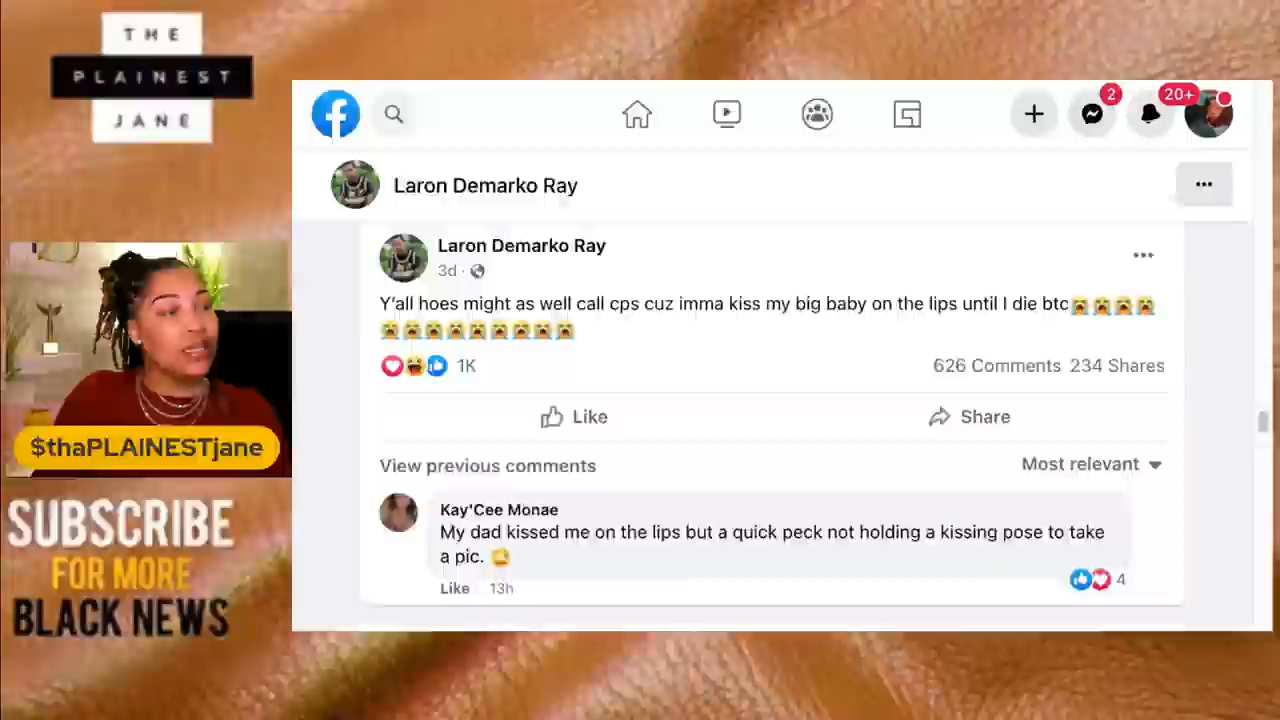 THE
PLAINEST
JANE
2
20+
Laron Demarko Ray
Laron Demarko Ray
3d ·
Y'all hoes might as well call cps cuz imma kiss my big baby on the lips until I die btc😭😭😭😭
😭😭😭😭😭😭😭😭😭
1K
626 Comments 234 Shares
Like
Share
View previous comments
Most relevant
Kay'Cee Monae
My dad kissed me on the lips but a quick peck not holding a kissing pose to take
a pic.
Like 13h
4
$thaPLAINESTjane
SUBSCRIBE
FOR MORE
BLACK NEWS